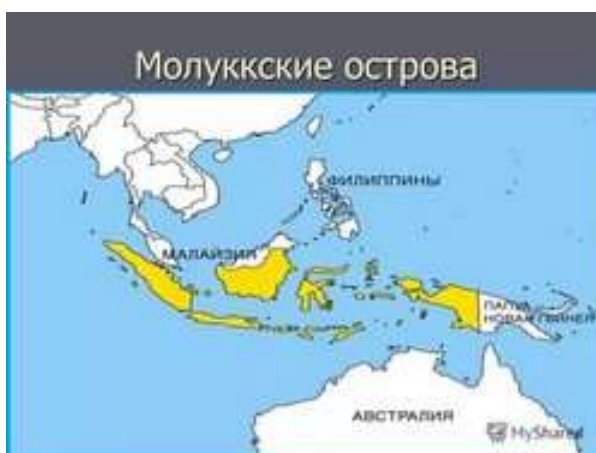 Молуккские острова
ФИЛИППИНЫ
МАЛАЙЗИЯ
ПАПУА
НОВАЯ ГВИНЕЯ
АВСТРАЛИЯ
MyShared